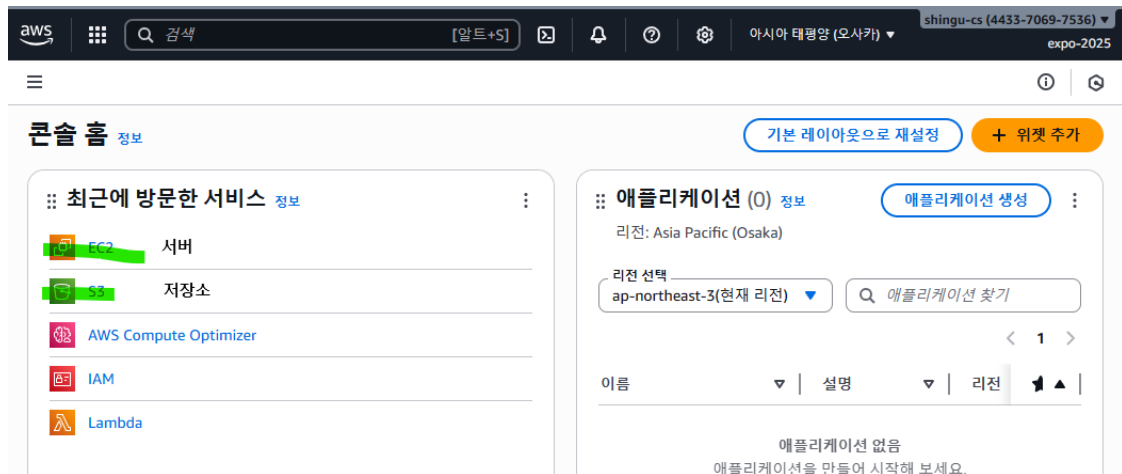 aws
검색 [알트+S]
아시아 태평양 (오사카) ▼
shingu-cs (4433-7069-7536) ▼
expo-2025
콘솔 홈 정보
기본 레이아웃으로 재설정
+ 위젯 추가
최근에 방문한 서비스 정보
EC2 서버
S3 저장소
AWS Compute Optimizer
IAM
Lambda
애플리케이션 (0) 정보
애플리케이션 생성
리전: Asia Pacific (Osaka)
리전 선택
ap-northeast-3(현재 리전) ▼
애플리케이션 찾기
< 1 >
이름 설명 리전
애플리케이션 없음
애플리케이션을 만들어 시작해 보세요.